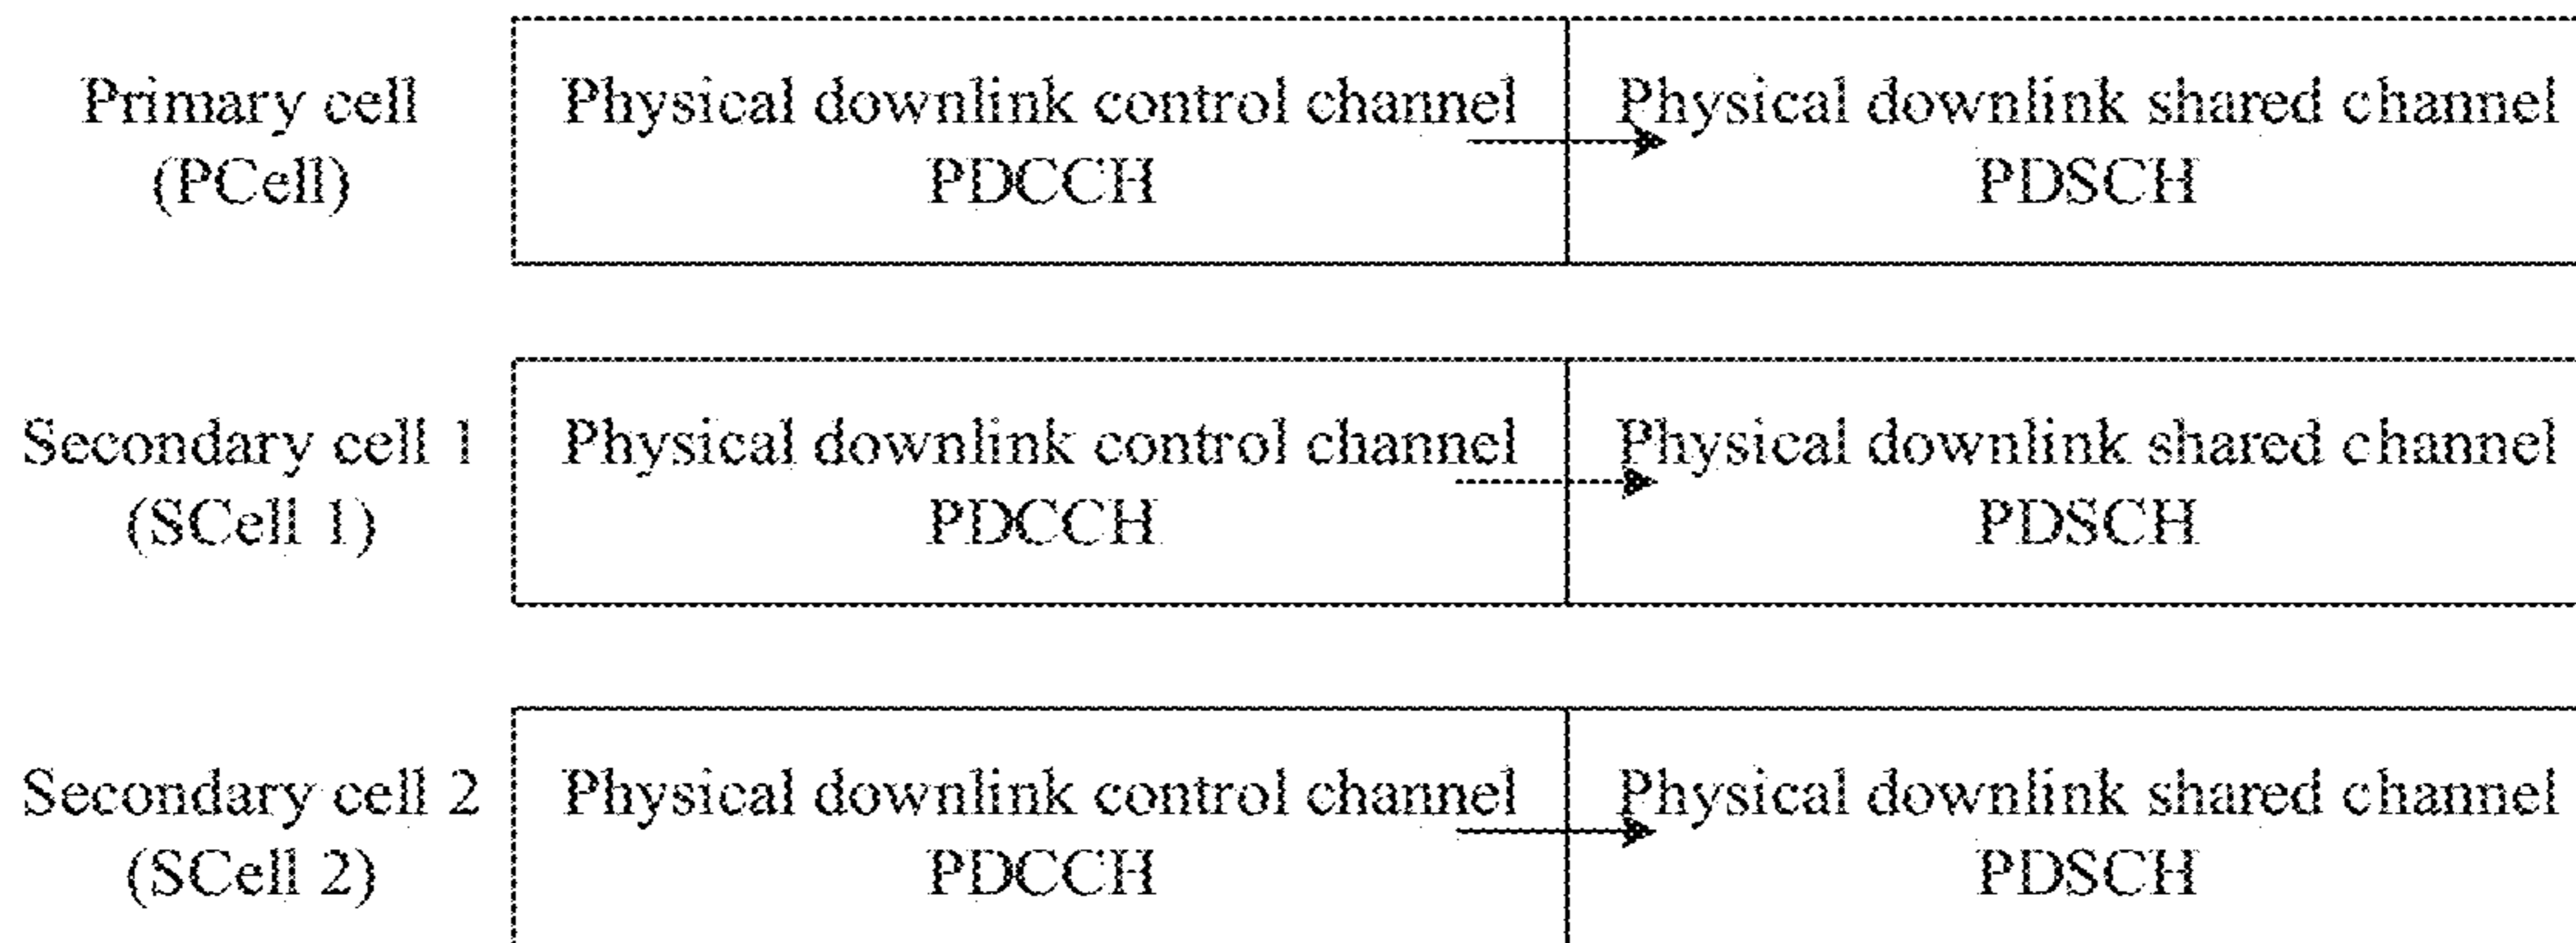 Primary cell
(PCell)
Physical downlink control channel
PDCCH
Physical downlink shared channel
PDSCH
Secondary cell 1
(SCell 1)
Physical downlink control channel
PDCCH
Physical downlink shared channel
PDSCH
Secondary cell 2
(SCell 2)
Physical downlink control channel
PDCCH
Physical downlink shared channel
PDSCH